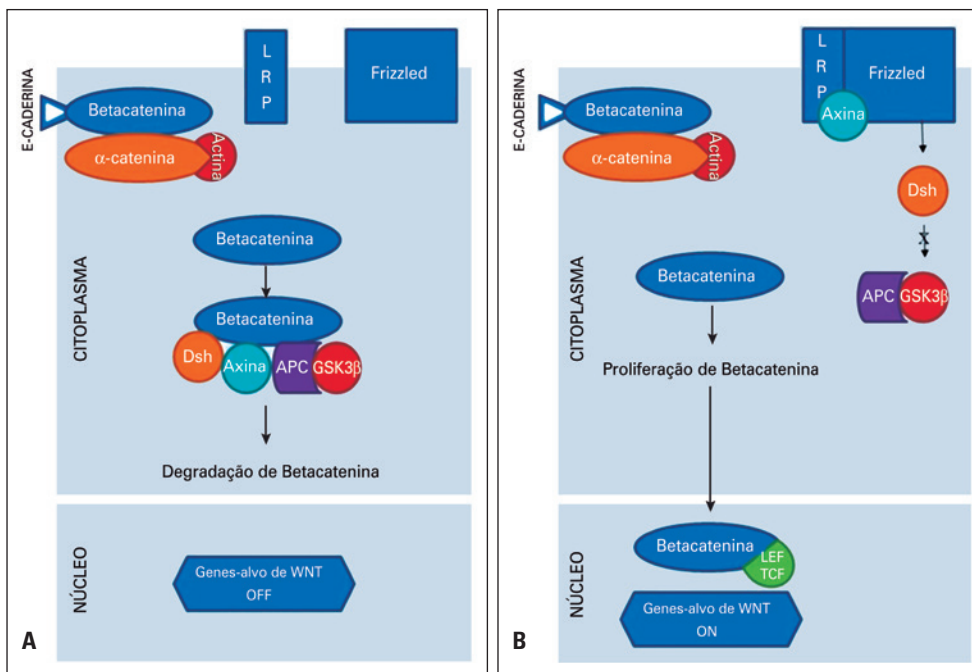 E-CADERINA
L
R
P
Frizzled
Betacatenina
α-catenina
Actina
CITOPLASMA
Betacatenina
Betacatenina
Dsh
Axina
APC
GSK3β
Degradação de Betacatenina
NÚCLEO
Genes-alvo de WNT
OFF
A
E-CADERINA
L
R
P
Frizzled
Axina
Betacatenina
α-catenina
Actina
Dsh
X
CITOPLASMA
Betacatenina
APC
GSK3β
Proliferação de Betacatenina
NÚCLEO
Betacatenina
LEF
TCF
Genes-alvo de WNT
ON
B